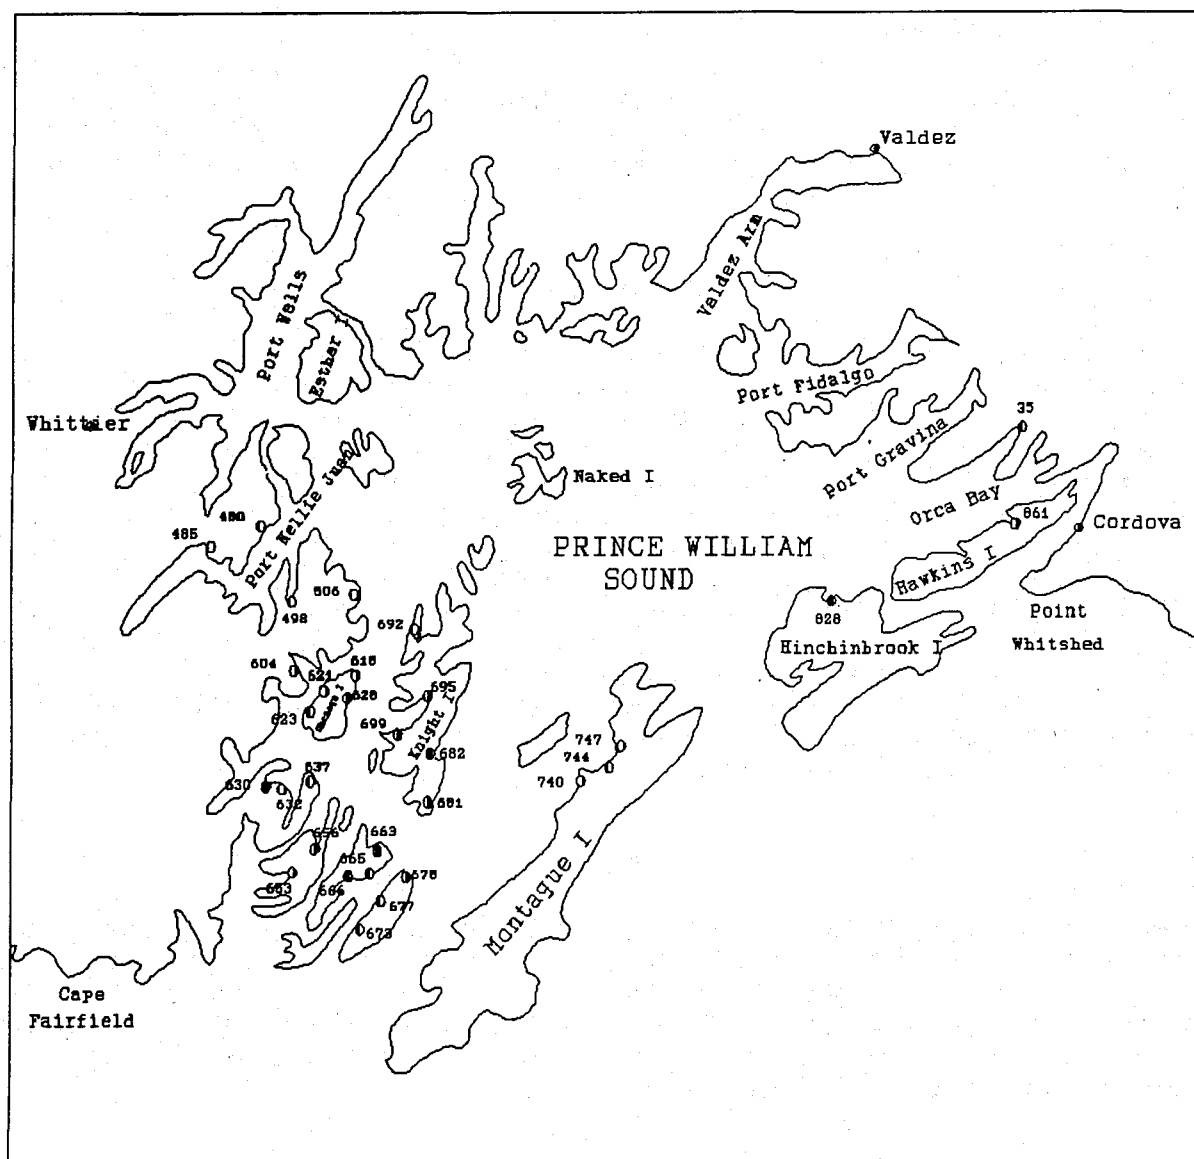 Valdez
Valdez Arm
Port Wells
Esther I
Port Fidalgo
Whittier
35
Port Gravina
Naked I
Orca Bay
861
Cordova
485
Port Nellie Juan
PRINCE WILLIAM
SOUND
Hawkins I
498
606
692
828
Point
Whitshed
Hinchinbrook I
604
621
618
628
695
623
699
Knight I
682
747
744
740
630
632
637
681
656
663
665
666
678
677
673
Montague I
Cape
Fairfield